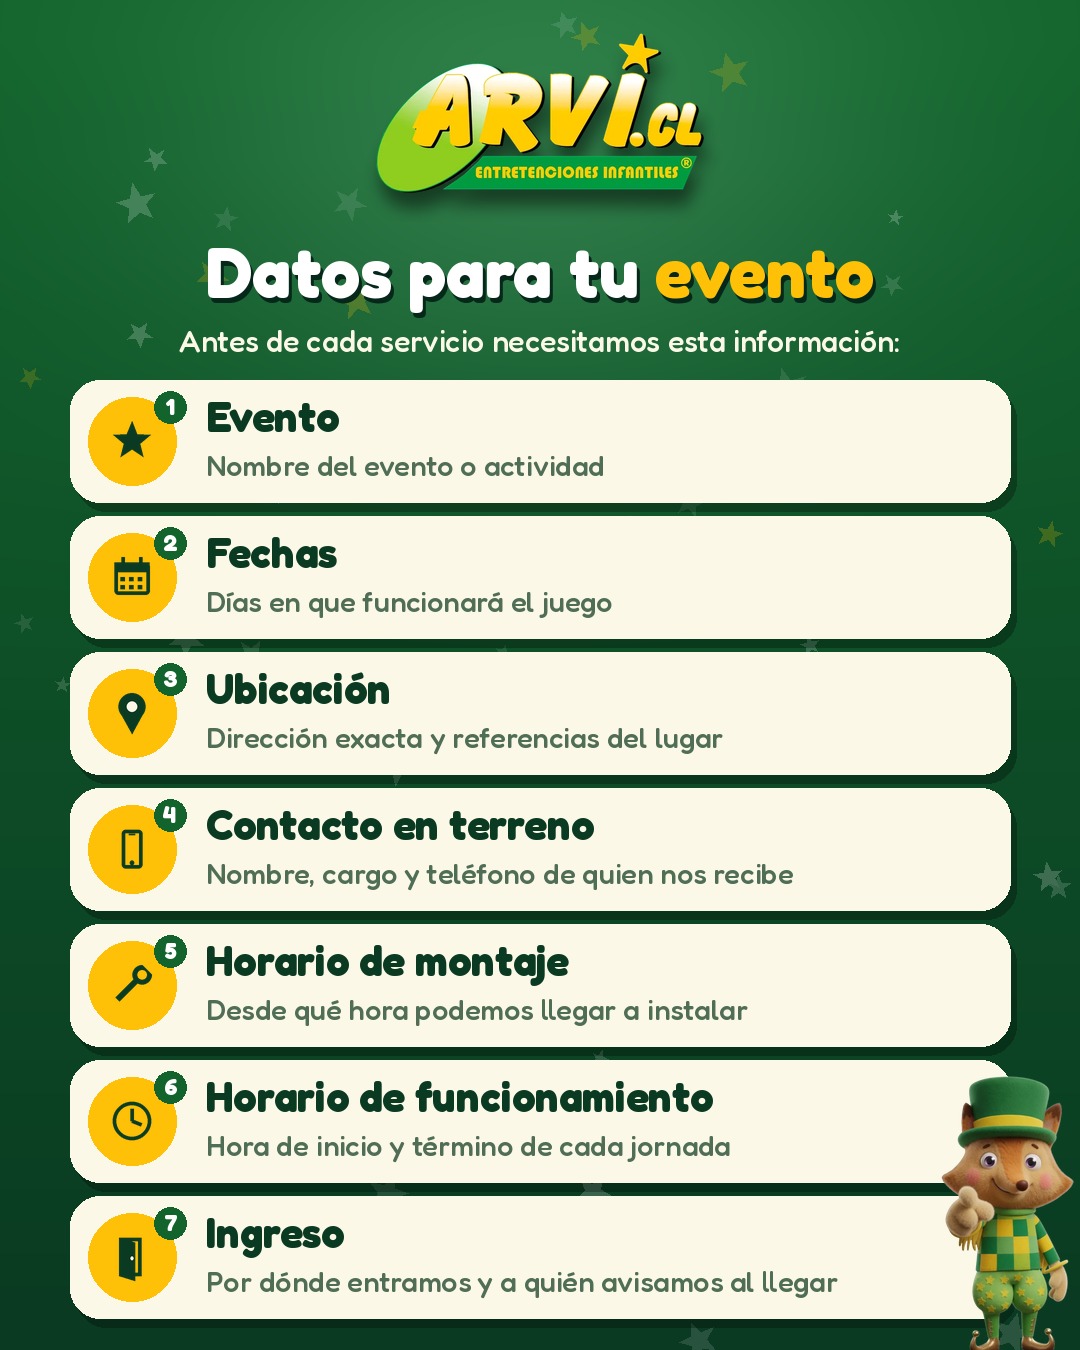 ARVI.CL
ENTRETENCIONES INFANTILES®
Datos para tu evento
Antes de cada servicio necesitamos esta información:
1
Evento
Nombre del evento o actividad
2
Fechas
Días en que funcionará el juego
3
Ubicación
Dirección exacta y referencias del lugar
4
Contacto en terreno
Nombre, cargo y teléfono de quien nos recibe
5
Horario de montaje
Desde qué hora podemos llegar a instalar
6
Horario de funcionamiento
Hora de inicio y término de cada jornada
7
Ingreso
Por dónde entramos y a quién avisamos al llegar